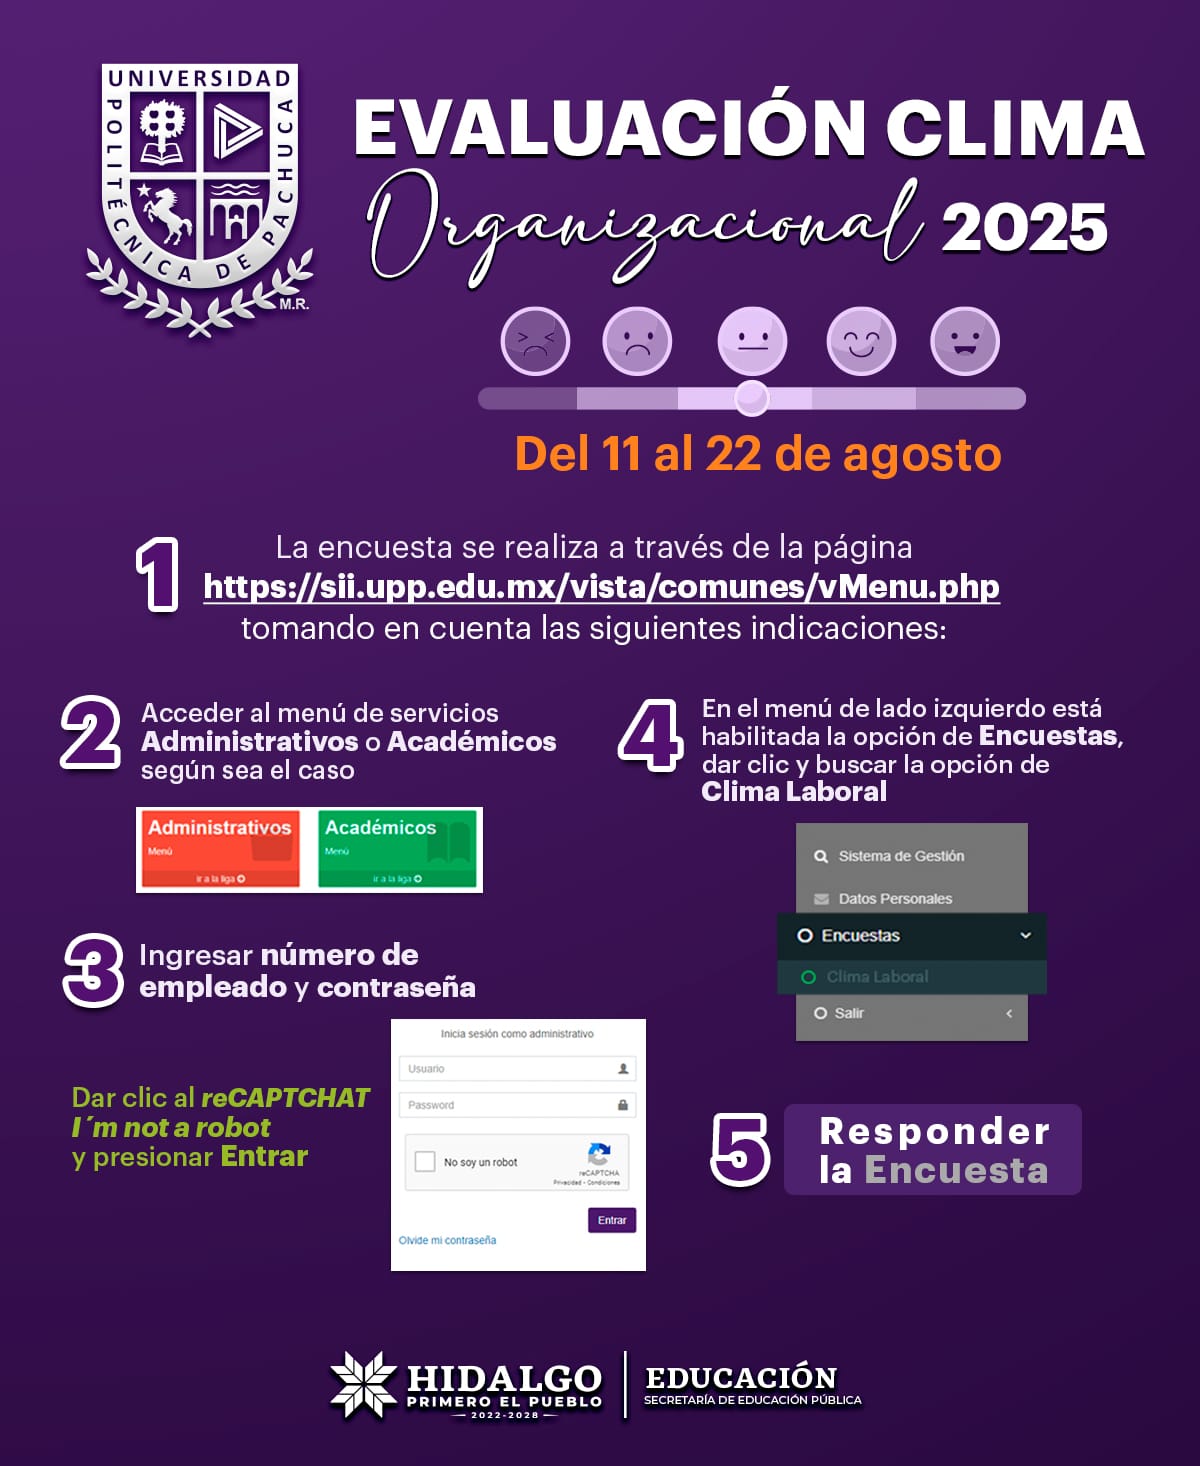 UNIVERSIDAD
POLITÉCNICA DE PACHUCA
M.R.
EVALUACIÓN CLIMA
Organizacional 2025
Del 11 al 22 de agosto
1
La encuesta se realiza a través de la página
https://sii.upp.edu.mx/vista/comunes/vMenu.php
tomando en cuenta las siguientes indicaciones:
2
Acceder al menú de servicios
Administrativos o Académicos
según sea el caso
Administrativos
Menú
ir a la liga
Académicos
Menú
ir a la liga
3
Ingresar número de
empleado y contraseña
Dar clic al reCAPTCHAT
I´m not a robot
y presionar Entrar
Inicia sesión como administrativo
Usuario
Password
No soy un robot
reCAPTCHA
Privacidad - Condiciones
Entrar
Olvide mi contraseña
4
En el menú de lado izquierdo está
habilitada la opción de Encuestas,
dar clic y buscar la opción de
Clima Laboral
Sistema de Gestión
Datos Personales
Encuestas
Clima Laboral
Salir
5
Responder
la Encuesta
HIDALGO
PRIMERO EL PUEBLO
2022-2028
EDUCACIÓN
SECRETARÍA DE EDUCACIÓN PÚBLICA